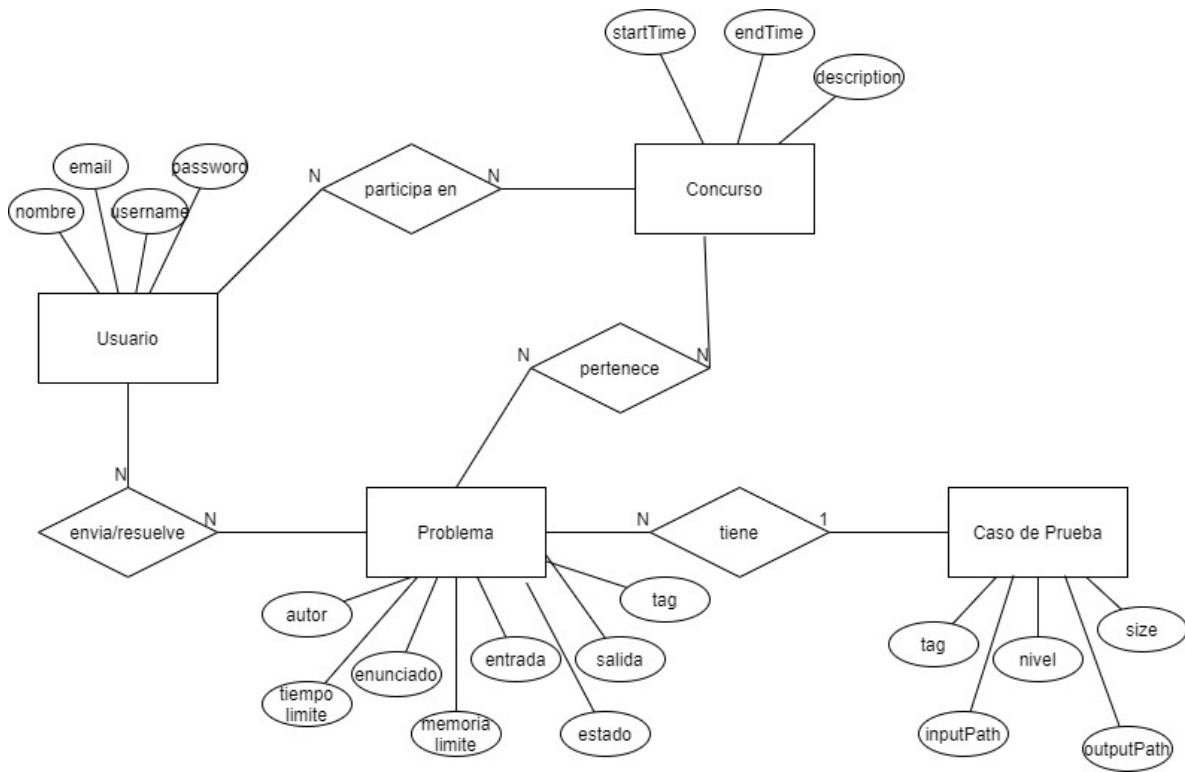 startTime
endTime
description
email
password
nombre
username
N
participa en
N
Concurso
Usuario
N
pertenece
N
N
envia/resuelve
N
Problema
N
tiene
1
Caso de Prueba
autor
tag
tiempo
limite
enunciado
entrada
salida
memoria
limite
estado
tag
nivel
size
inputPath
outputPath